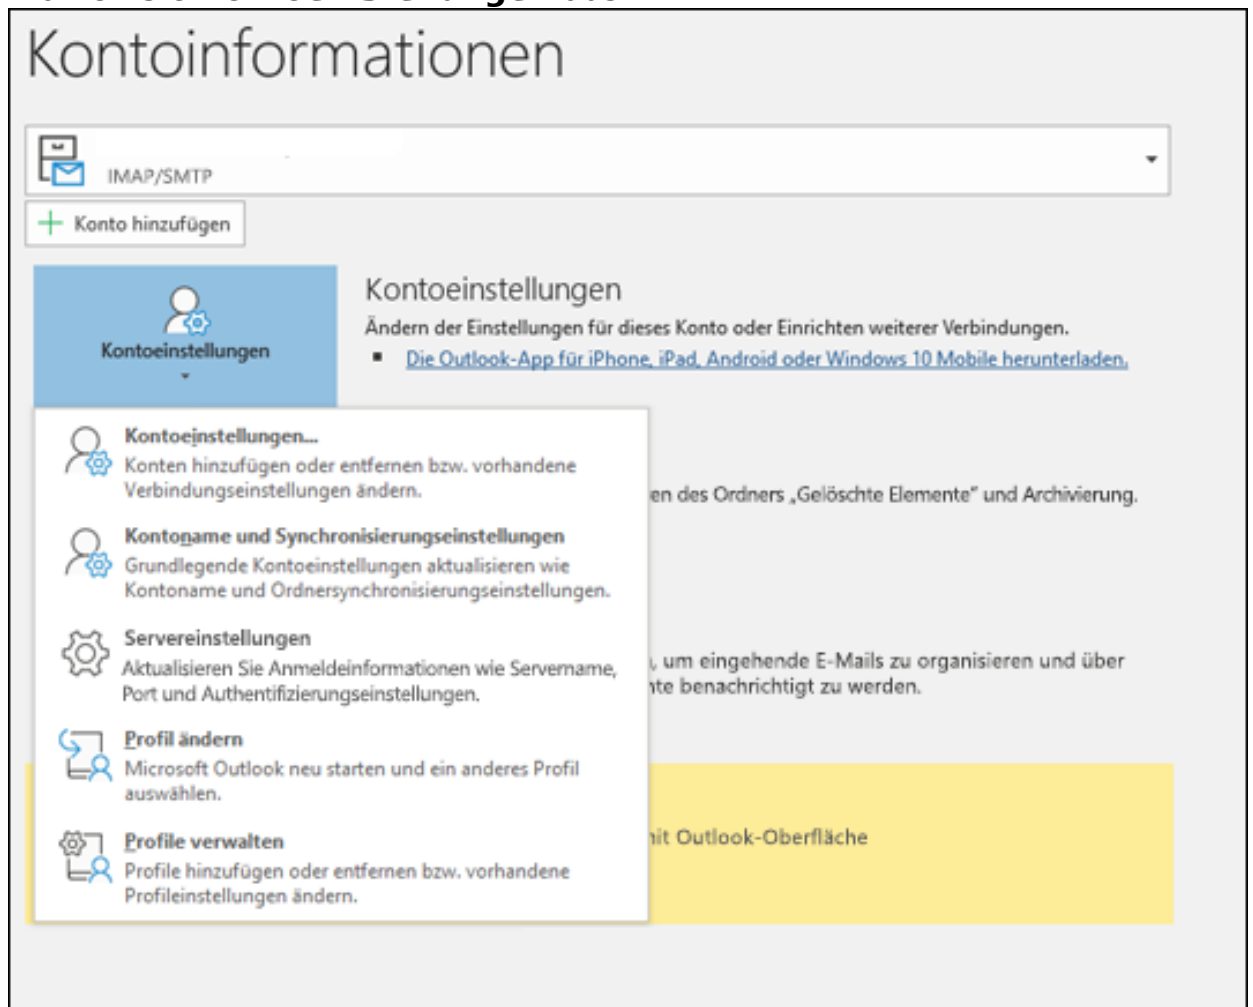 Kontoinformationen
IMAP/SMTP
Konto hinzufügen
Kontoeinstellungen
Kontoeinstellungen
Ändern der Einstellungen für dieses Konto oder Einrichten weiterer Verbindungen.
Die Outlook-App für iPhone, iPad, Android oder Windows 10 Mobile herunterladen.
Kontoeinstellungen...
Konten hinzufügen oder entfernen bzw. vorhandene
Verbindungseinstellungen ändern.
Kontoname und Synchronisierungseinstellungen
Grundlegende Kontoeinstellungen aktualisieren wie
Kontoname und Ordnersynchronisierungseinstellungen.
Servereinstellungen
Aktualisieren Sie Anmeldeinformationen wie Servername,
Port und Authentifizierungseinstellungen.
Profil ändern
Microsoft Outlook neu starten und ein anderes Profil
auswählen.
Profile verwalten
Profile hinzufügen oder entfernen bzw. vorhandene
Profileinstellungen ändern.
en des Ordners „Gelöschte Elemente" und Archivierung.
, um eingehende E-Mails zu organisieren und über
benachrichtigt zu werden.
Outlook-Oberfläche